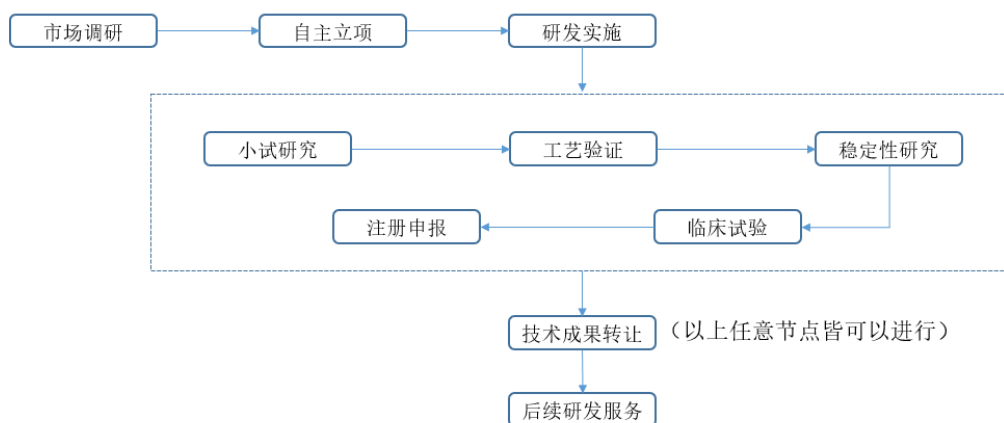 市场调研
自主立项
研发实施
小试研究
工艺验证
稳定性研究
临床试验
注册申报
技术成果转让
（以上任意节点皆可以进行）
后续研发服务